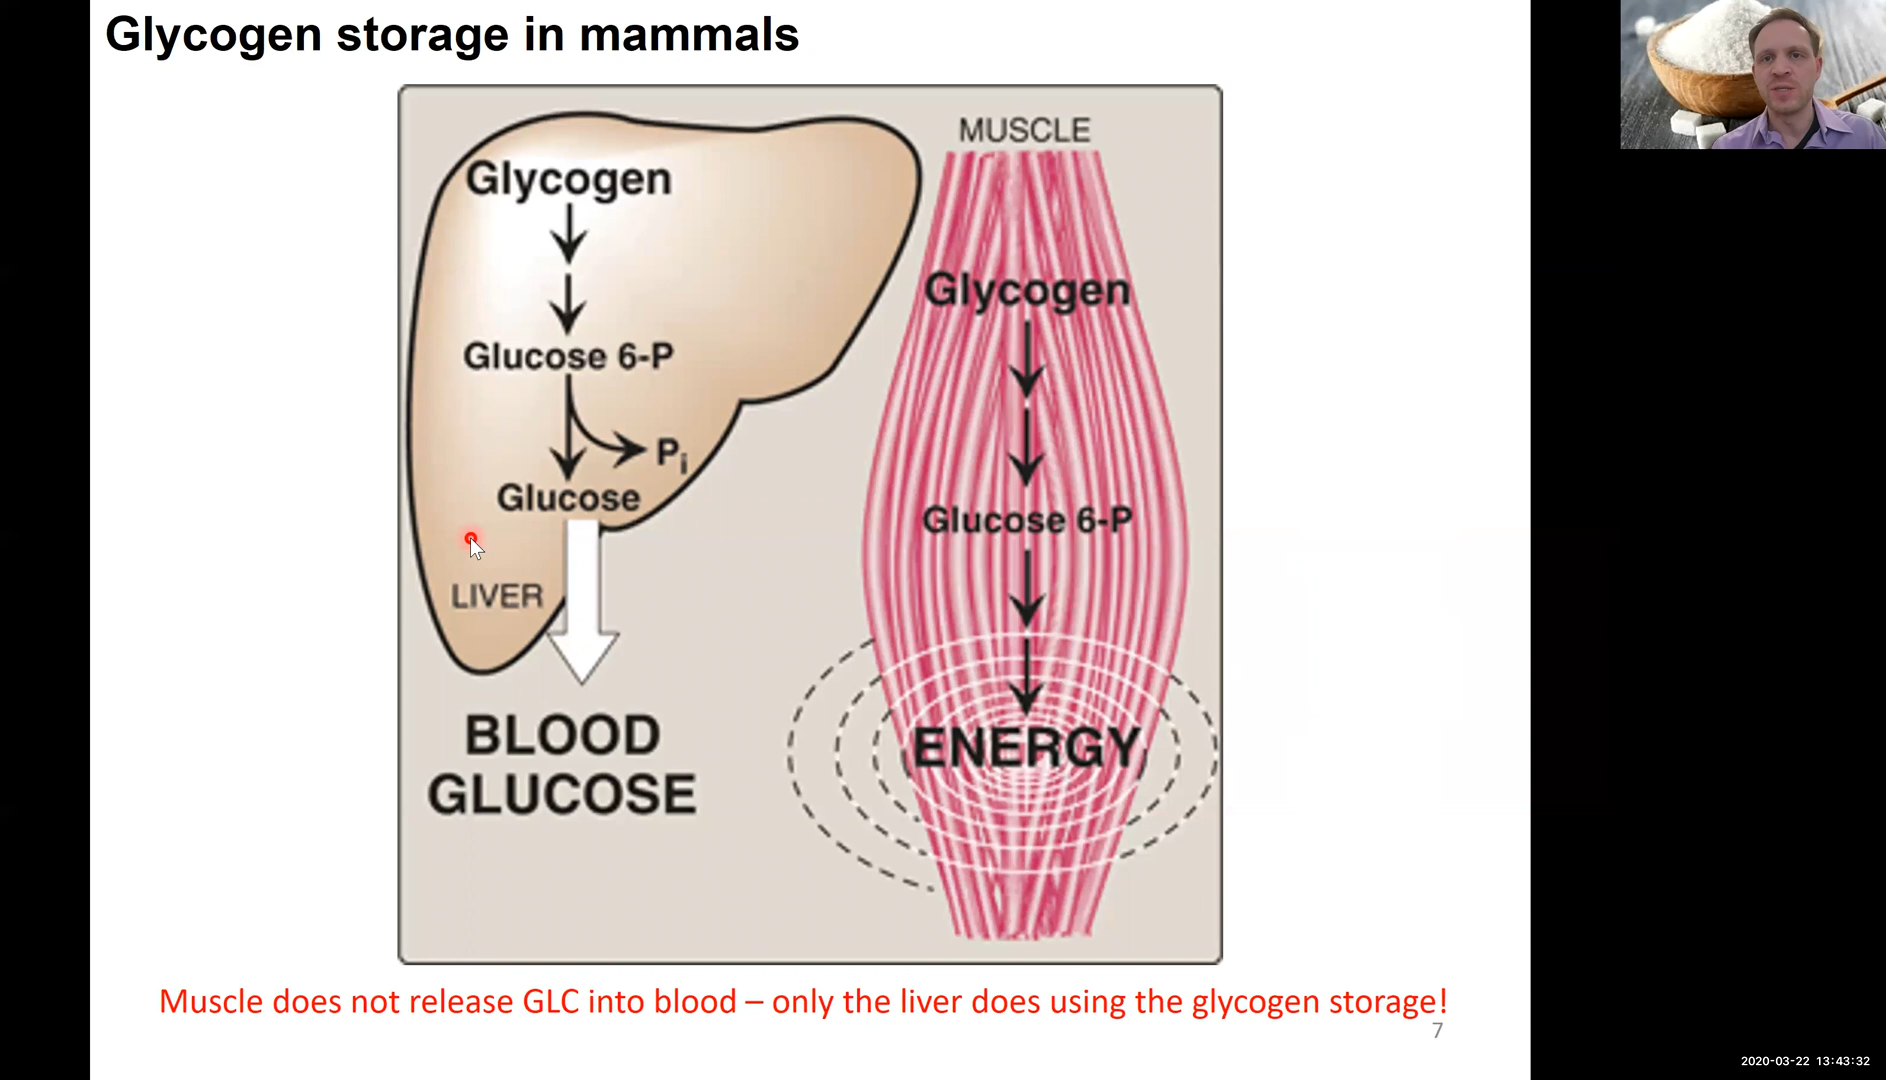 Glycogen storage in mammals
MUSCLE
Glycogen
Glucose 6-P
Pi
Glucose
LIVER
BLOOD
GLUCOSE
Glycogen
Glucose 6-P
ENERGY
Muscle does not release GLC into blood – only the liver does using the glycogen storage!
7
2020-03-22 13:43:32